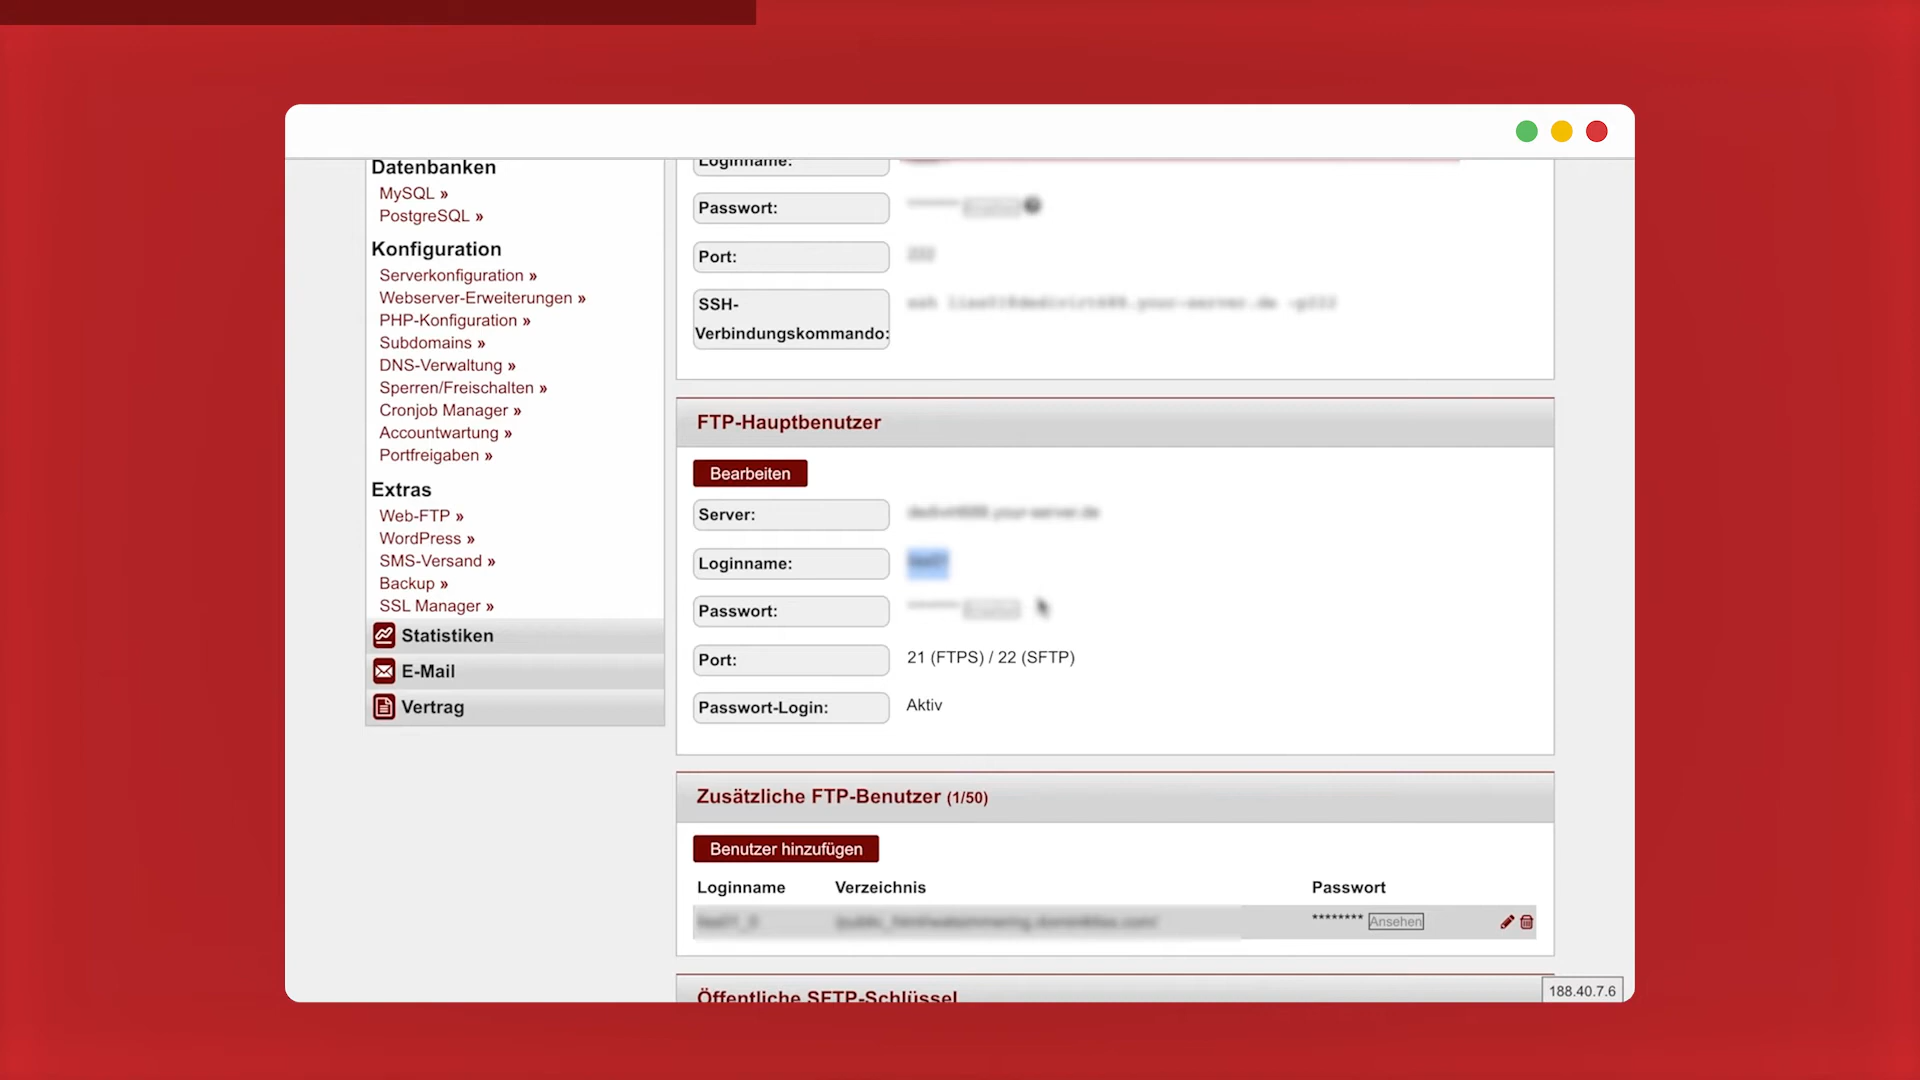 Datenbanken
MySQL »
PostgreSQL »
Konfiguration
Serverkonfiguration »
Webserver-Erweiterungen »
PHP-Konfiguration »
Subdomains »
DNS-Verwaltung »
Sperren/Freischalten »
Cronjob Manager »
Accountwartung »
Portfreigaben »
Extras
Web-FTP »
WordPress »
SMS-Versand »
Backup »
SSL Manager »
Statistiken
E-Mail
Vertrag
Loginname:
Passwort:
Port:
SSH-
Verbindungskommando:
FTP-Hauptbenutzer
Bearbeiten
Server:
Loginname:
Passwort:
Port: 21 (FTPS) / 22 (SFTP)
Passwort-Login: Aktiv
Zusätzliche FTP-Benutzer (1/50)
Benutzer hinzufügen
Loginname Verzeichnis Passwort
******** Ansehen
Öffentliche SFTP-Schlüssel
188.40.7.6